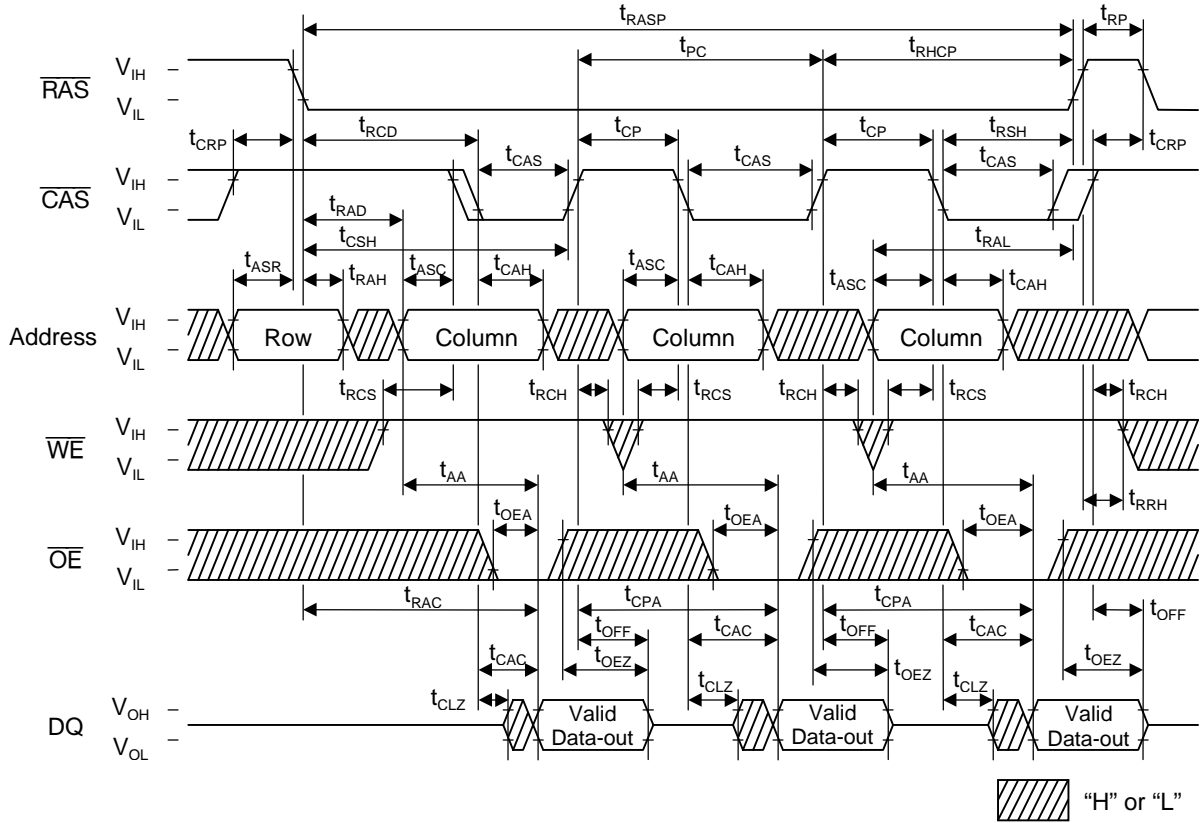 tRASP
tRP
tPC
tRHCP
RAS
VIH
VIL
tCRP
tRCD
tCP
tCP
tRSH
tCRP
tCAS
tCAS
tCAS
CAS
VIH
VIL
tRAD
tCSH
tRAL
tASR
tRAH
tASC
tCAH
tASC
tCAH
tASC
tCAH
Address
VIH
VIL
Row
Column
Column
Column
tRCS
tRCH
tRCS
tRCH
tRCS
tRCH
WE
VIH
VIL
tAA
tAA
tAA
tRRH
tOEA
tOEA
tOEA
OE
VIH
VIL
tRAC
tCPA
tCPA
tOFF
tCAC
tOFF
tCAC
tOFF
tCAC
tOEZ
tOEZ
tOEZ
tCLZ
tCLZ
tCLZ
DQ
VOH
VOL
Valid
Data-out
Valid
Data-out
Valid
Data-out
“H” or “L”